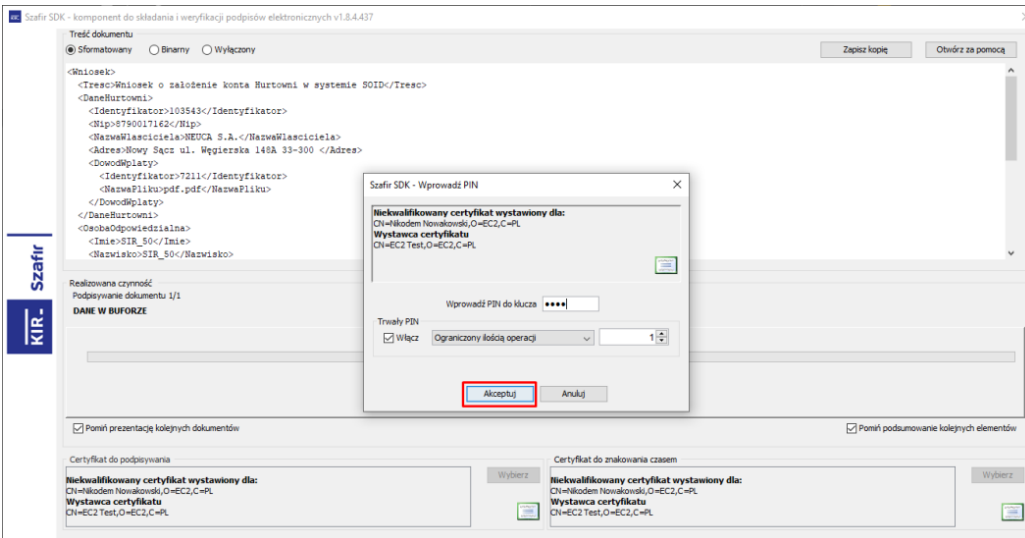 Szafir SDK - komponent do składania i weryfikacji podpisów elektronicznych v1.8.4.437
Treść dokumentu
Sformatowany Binarny Wyłączony Zapisz kopię Otwórz za pomocą
<Wniosek>
<Tresc>Wniosek o założenie konta Hurtowni w systemie SOID</Tresc>
<DaneHurtowni>
<Identyfikator>103543</Identyfikator>
<Nip>8790017162</Nip>
<NazwaWlasciciela>NEUCA S.A.</NazwaWlasciciela>
<Adres>Nowy Sącz ul. Węgierska 148A 33-300 </Adres>
<DowodWplaty>
<Identyfikator>7211</Identyfikator>
<NazwaPliku>pdf.pdf</NazwaPliku>
</DowodWplaty>
</DaneHurtowni>
<OsobaOdpowiedzialna>
<Imie>SIR_50</Imie>
<Nazwisko>SIR_50</Nazwisko>
Szafir SDK - Wprowadź PIN
Niekwalifikowany certyfikat wystawiony dla:
CN=Nikodem Nowakowski,O=EC2,C=PL
Wystawca certyfikatu
CN=EC2 Test,O=EC2,C=PL
Wprowadź PIN do klucza
Trwały PIN
Włącz Ograniczony ilością operacji 1
Akceptuj Anuluj
KIR. Szafir
Realizowana czynność
Podpisywanie dokumentu 1/1
DANE W BUFORZE
Pomiń prezentację kolejnych dokumentów Pomiń podsumowanie kolejnych elementów
Certyfikat do podpisywania
Niekwalifikowany certyfikat wystawiony dla:
CN=Nikodem Nowakowski,O=EC2,C=PL
Wystawca certyfikatu
CN=EC2 Test,O=EC2,C=PL
Wybierz
Certyfikat do znakowania czasem
Niekwalifikowany certyfikat wystawiony dla:
CN=Nikodem Nowakowski,O=EC2,C=PL
Wystawca certyfikatu
CN=EC2 Test,O=EC2,C=PL
Wybierz